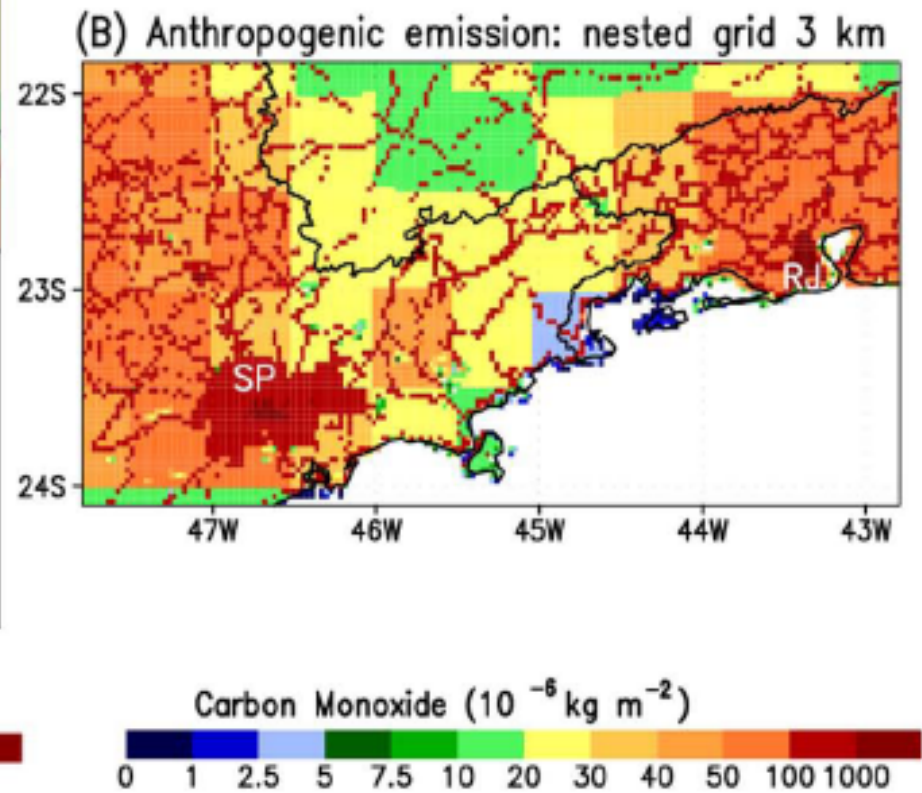 (B) Anthropogenic emission: nested grid 3 km
22S
23S
24S
SP
RJ
47W 46W 45W 44W 43W
Carbon Monoxide (10 ⁻⁶ kg m⁻²)
0 1 2.5 5 7.5 10 20 30 40 50 100 1000